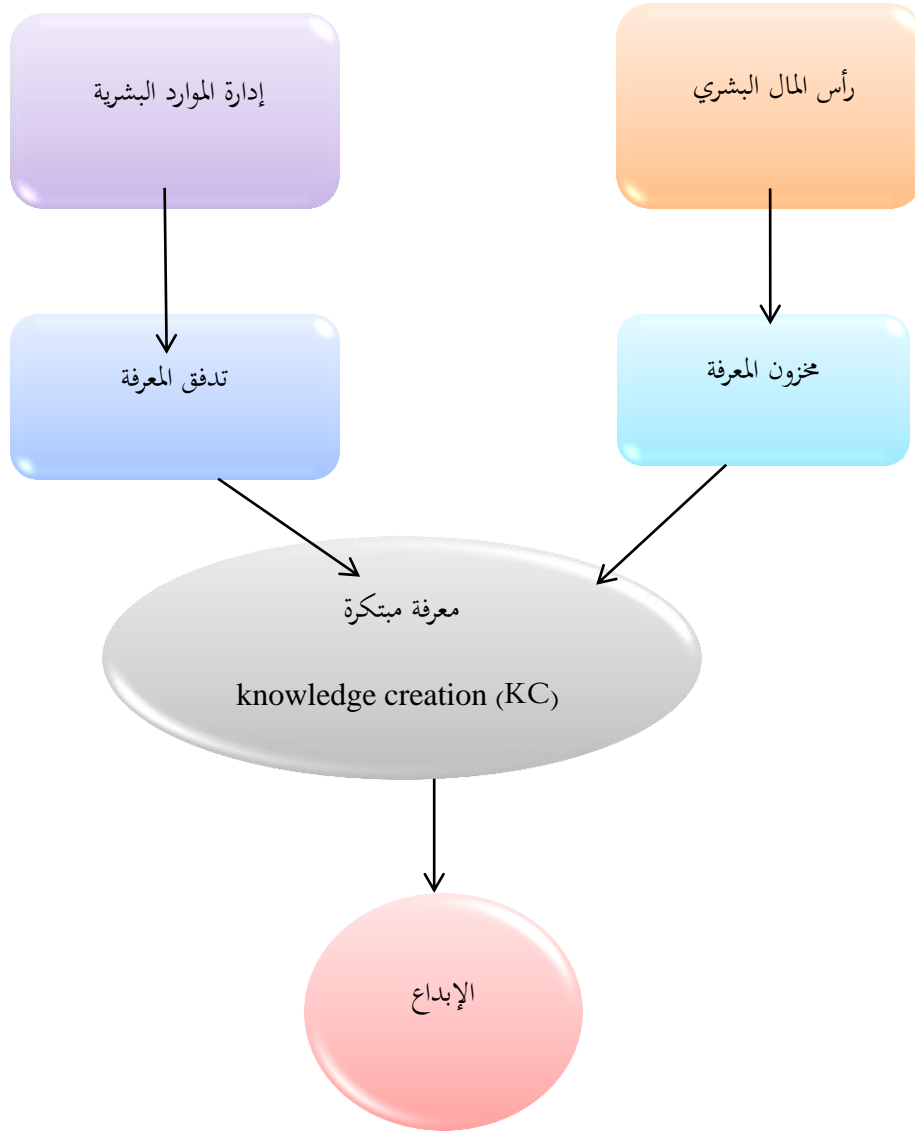 رأس المال البشري
إدارة الموارد البشرية
مخزون المعرفة
تدفق المعرفة
معرفة مبتكرة
knowledge creation (KC)
الإبداع